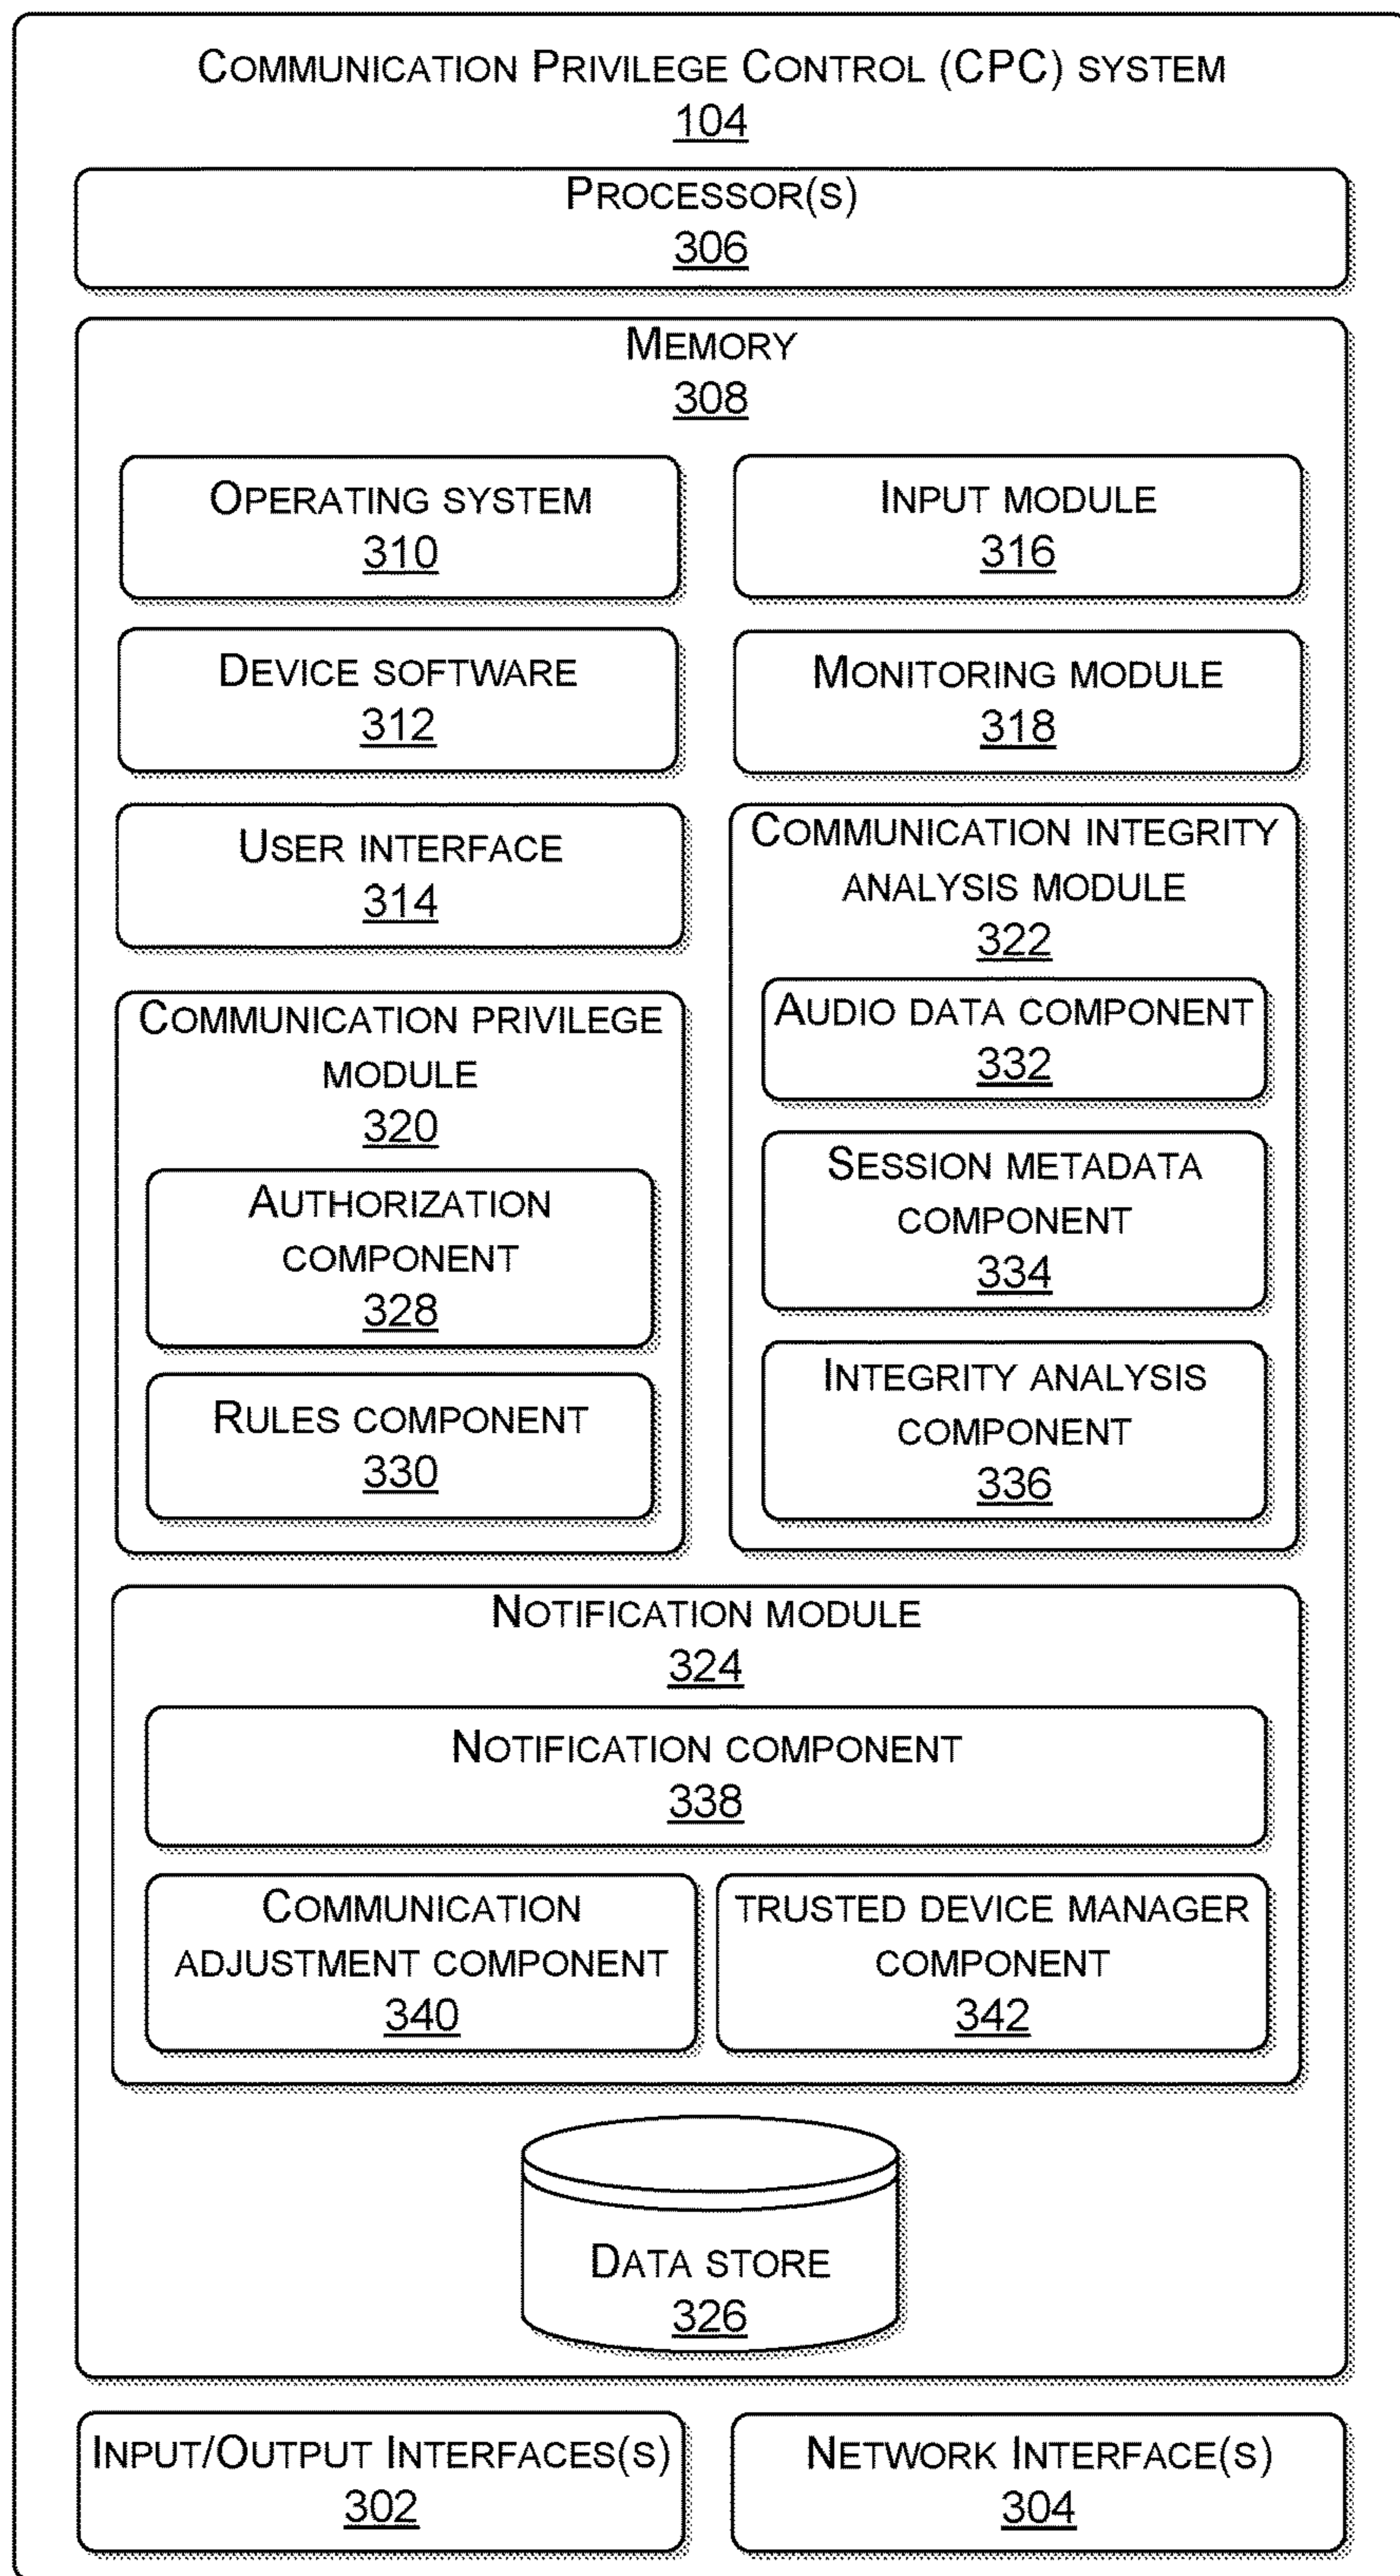 COMMUNICATION PRIVILEGE CONTROL (CPC) SYSTEM
104
PROCESSOR(S)
306
MEMORY
308
OPERATING SYSTEM
310
INPUT MODULE
316
DEVICE SOFTWARE
312
MONITORING MODULE
318
USER INTERFACE
314
COMMUNICATION INTEGRITY
ANALYSIS MODULE
322
AUDIO DATA COMPONENT
332
SESSION METADATA
COMPONENT
334
INTEGRITY ANALYSIS
COMPONENT
336
COMMUNICATION PRIVILEGE
MODULE
320
AUTHORIZATION
COMPONENT
328
RULES COMPONENT
330
NOTIFICATION MODULE
324
NOTIFICATION COMPONENT
338
COMMUNICATION
ADJUSTMENT COMPONENT
340
TRUSTED DEVICE MANAGER
COMPONENT
342
DATA STORE
326
INPUT/OUTPUT INTERFACES(S)
302
NETWORK INTERFACE(S)
304